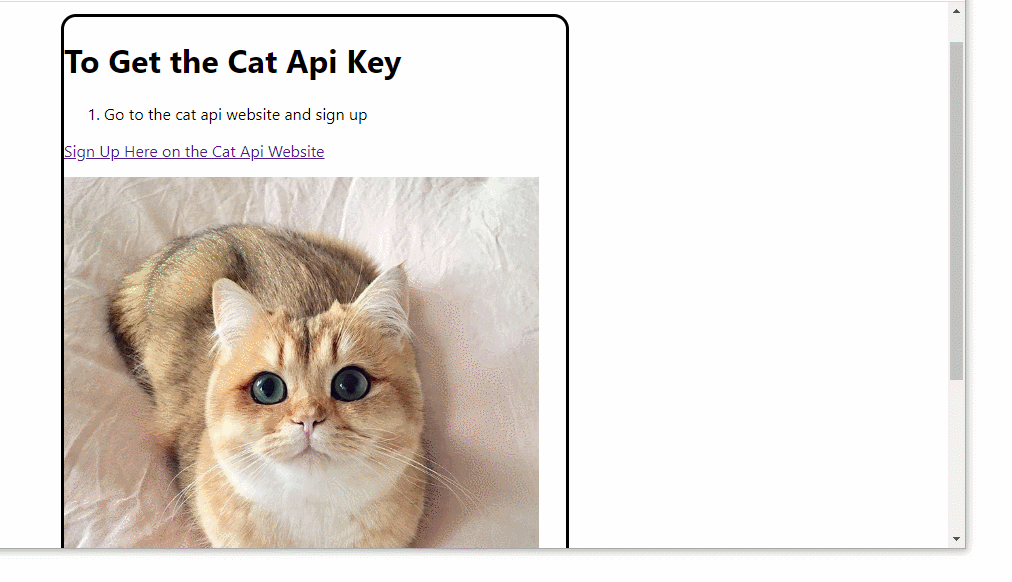 To Get the Cat Api Key
1. Go to the cat api website and sign up
Sign Up Here on the Cat Api Website